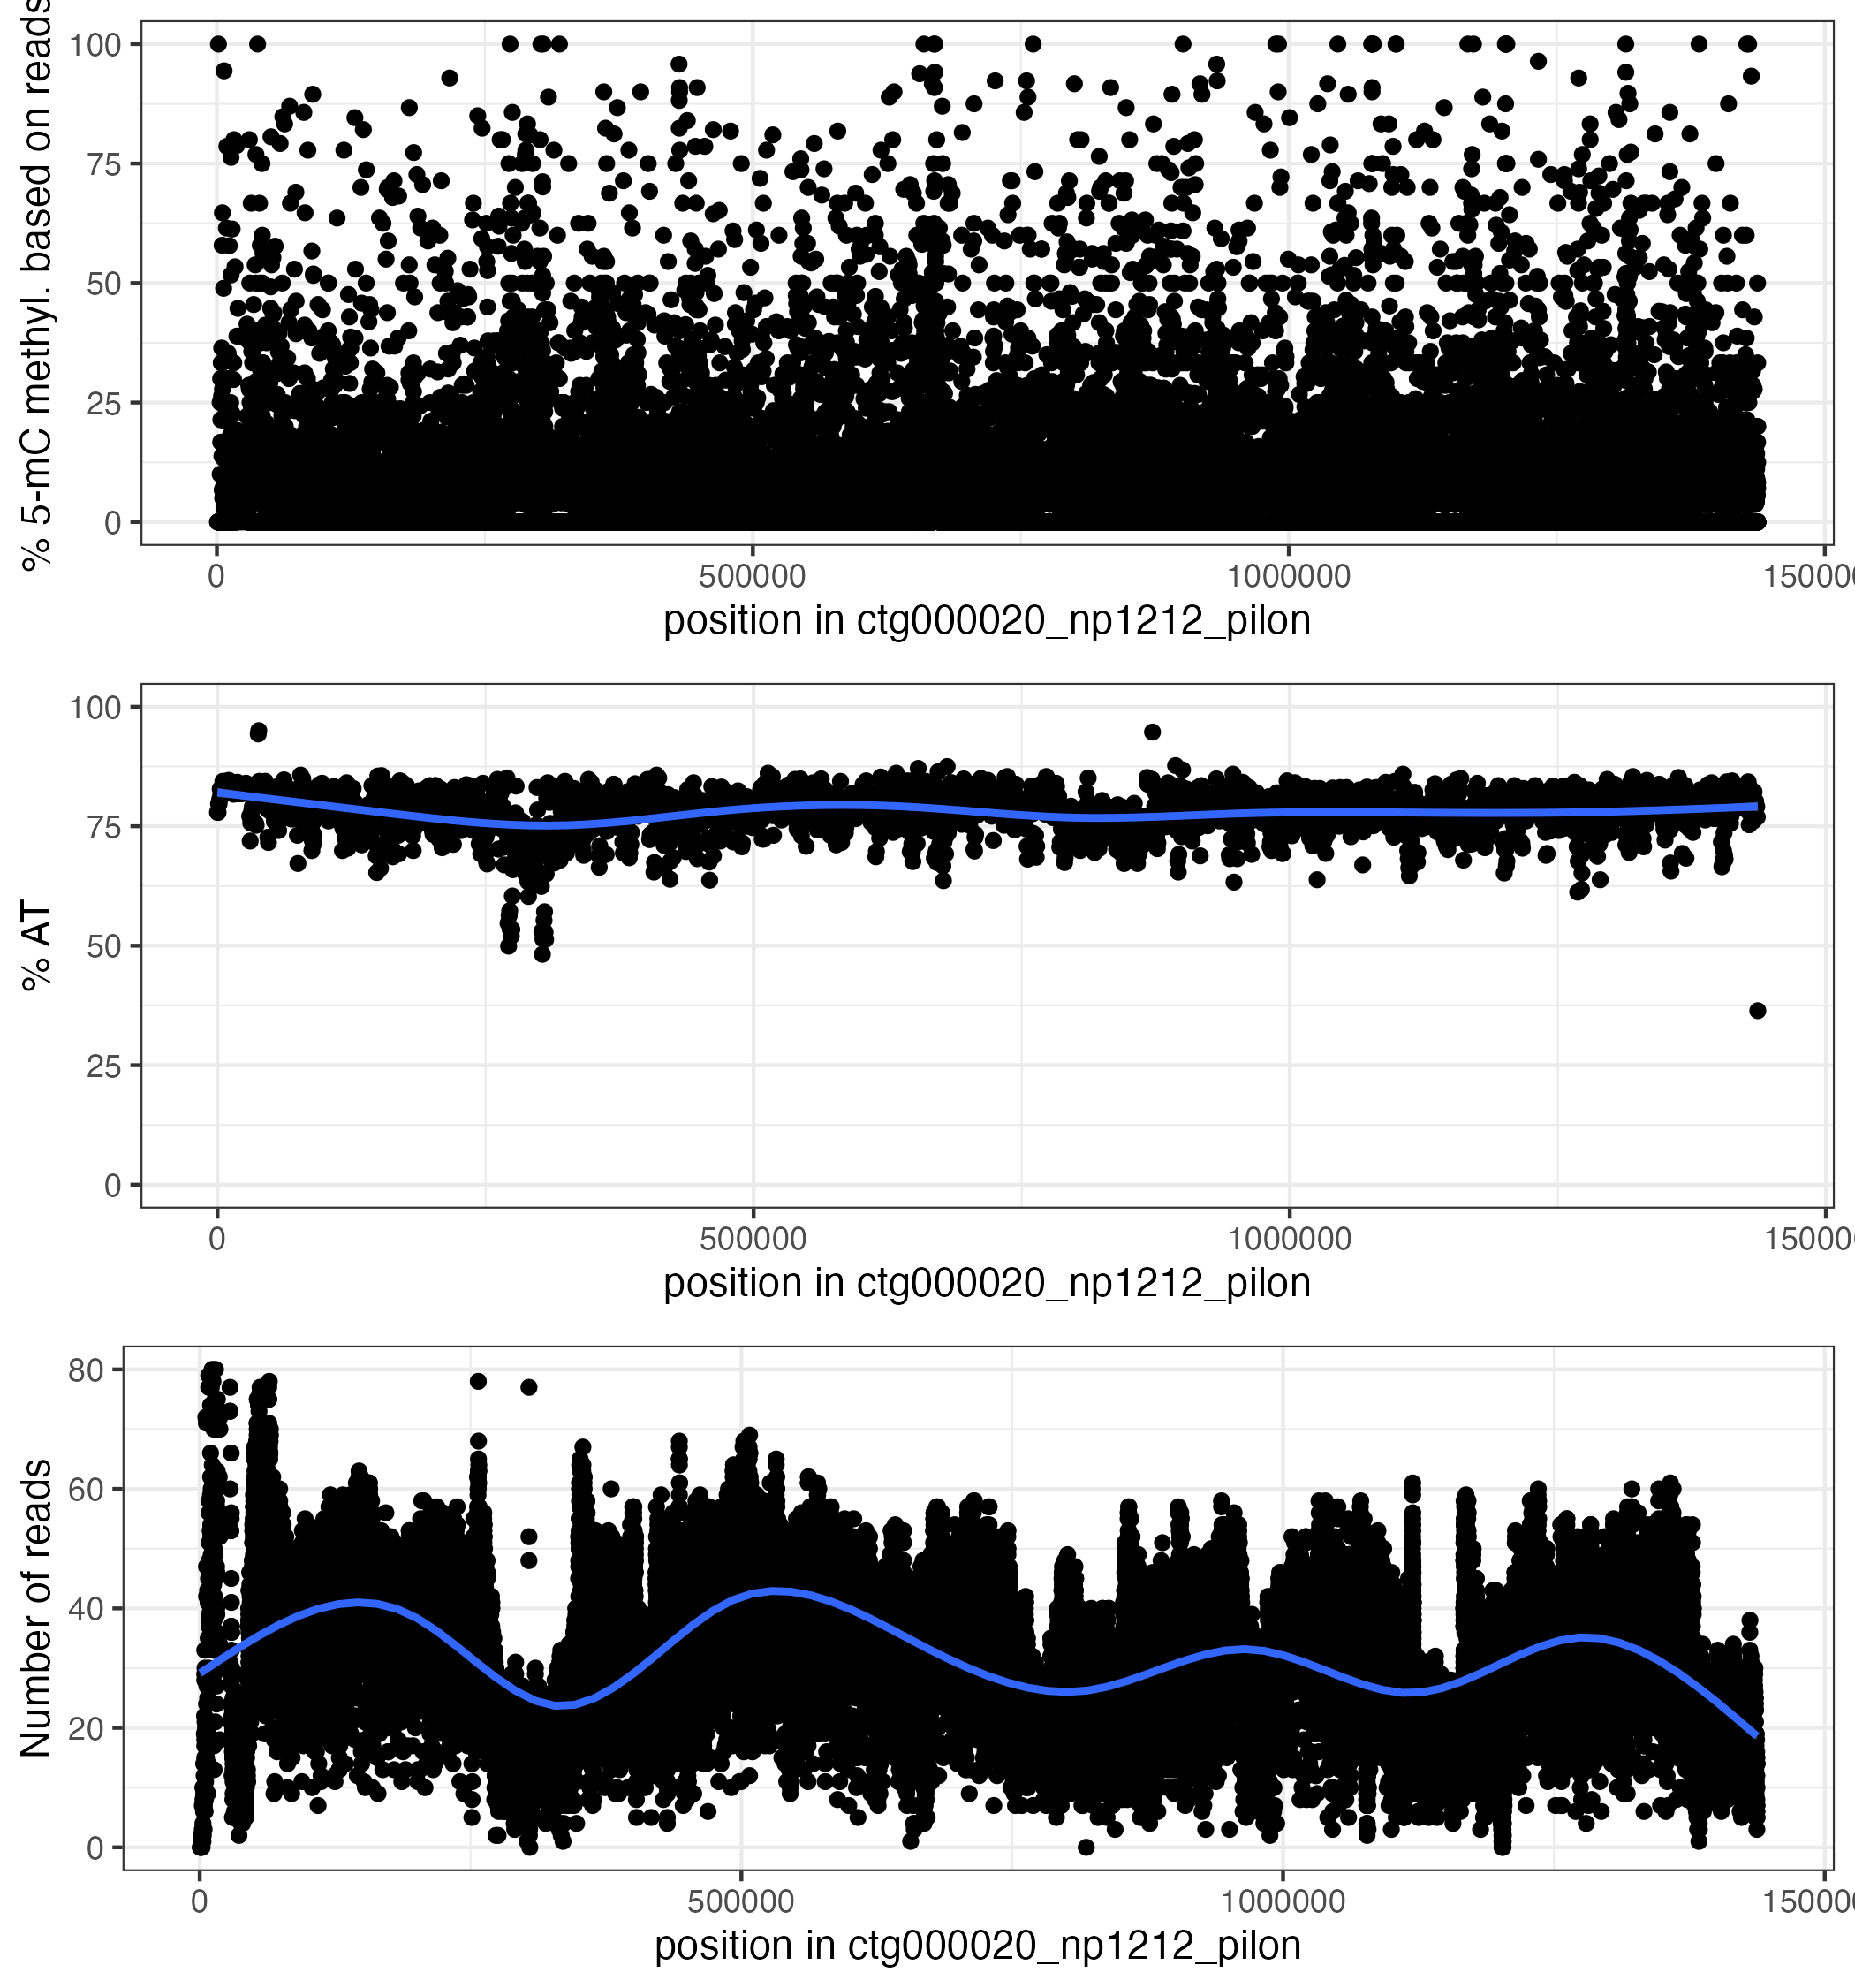 % 5-mC methyl. based on reads
100
75
50
25
0
0 500000 1000000
position in ctg000020_np1212_pilon
% AT
100
75
50
25
0
0 500000 1000000
position in ctg000020_np1212_pilon
Number of reads
80
60
40
20
0
0 500000 1000000
position in ctg000020_np1212_pilon